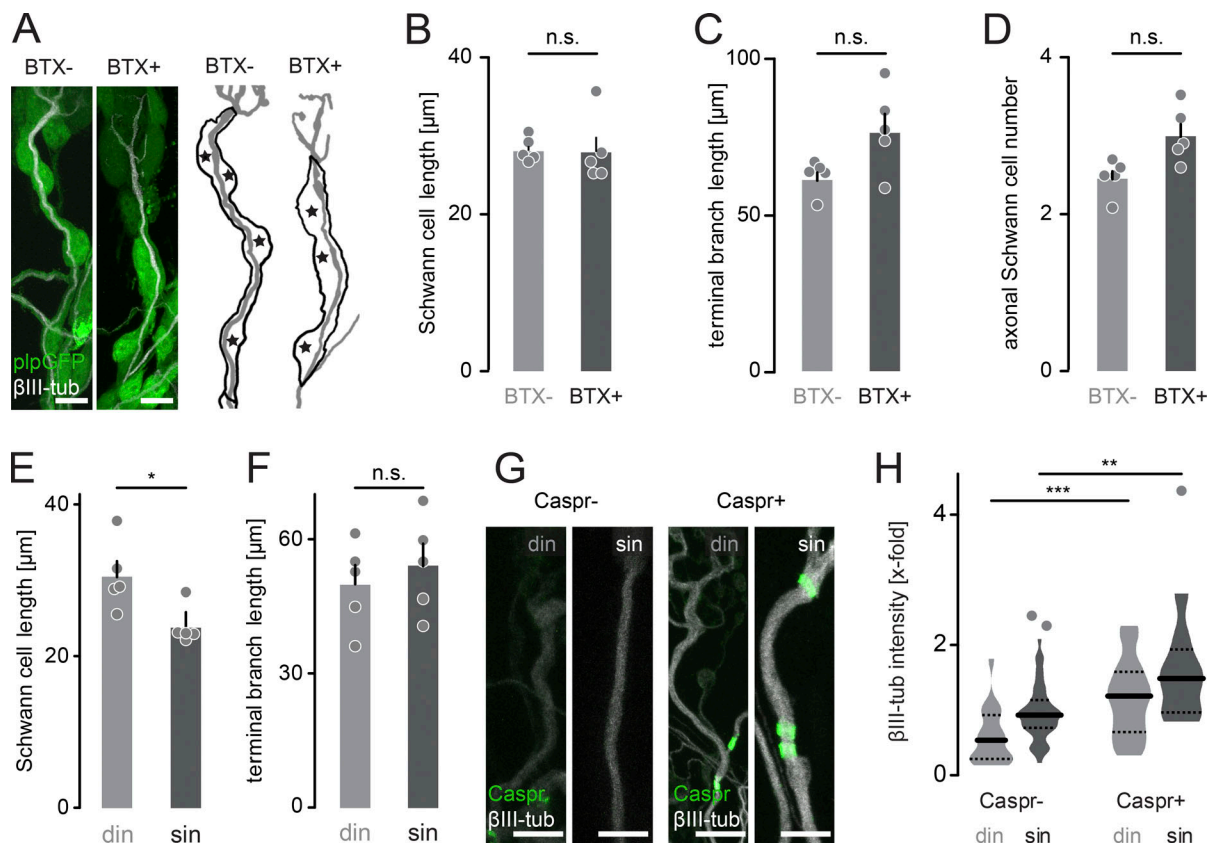 A
BTX- BTX+ BTX- BTX+
plpGFP
βIII-tub
B
n.s.
Schwann cell length [µm]
40
20
0
BTX- BTX+
C
n.s.
terminal branch length [µm]
100
50
0
BTX- BTX+
D
n.s.
axonal Schwann cell number
4
2
0
BTX- BTX+
E
*
Schwann cell length [µm]
40
20
0
din sin
F
n.s.
terminal branch length [µm]
60
30
0
din sin
G
Caspr- Caspr+
din sin din sin
Caspr Caspr
βIII-tub βIII-tub
H
**
***
βIII-tub intensity [x-fold]
4
2
0
Caspr- Caspr+
din sin din sin